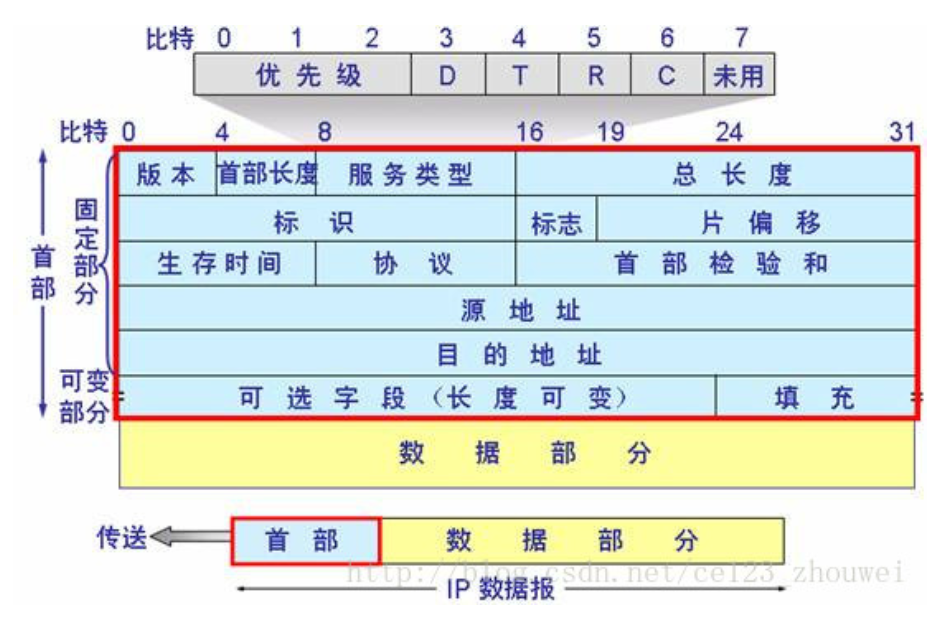 比特 0 1 2 3 4 5 6 7
优先级 D T R C 未用
比特 0 4 8 16 19 24 31
版本 首部长度 服务类型 总长度
标识 标志 片偏移
生存时间 协议 首部检验和
源地址
目的地址
可选字段（长度可变） 填充
数据部分
首部
固定部分
可变部分
传送 首部 数据部分
IP 数据报
http://blog.csdn.net/ce123_zhouwei